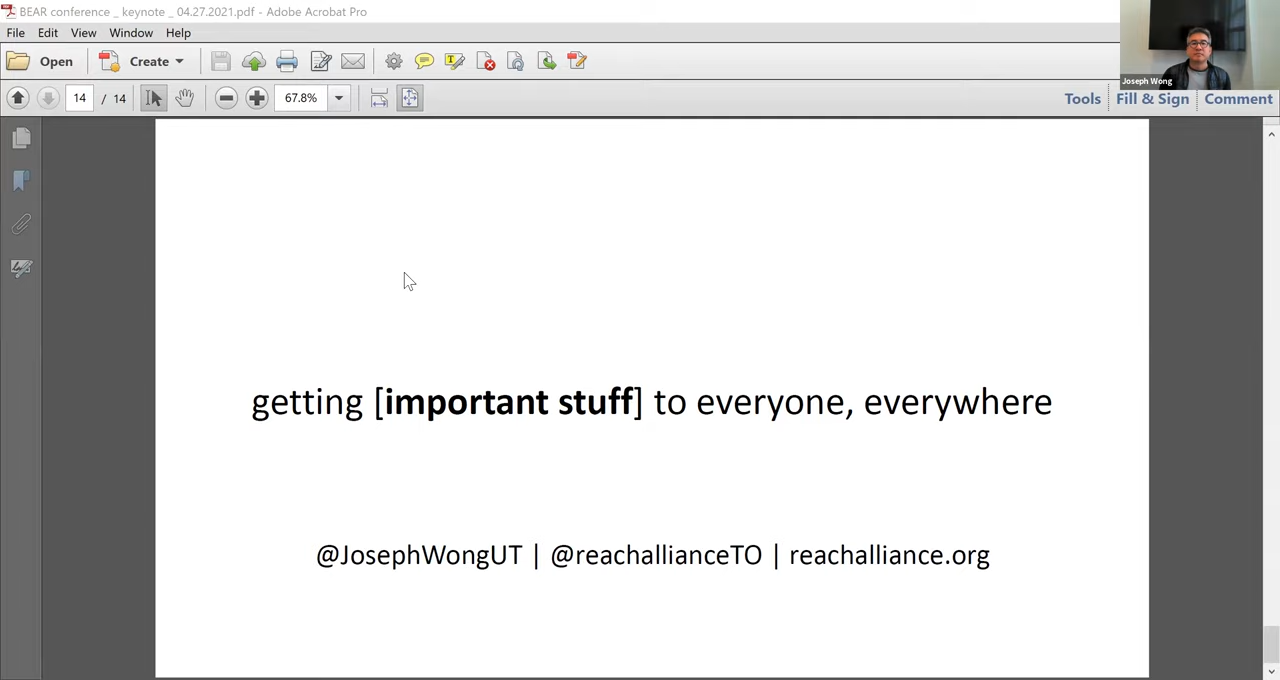 BEAR conference _ keynote _ 04.27.2021.pdf - Adobe Acrobat Pro
File Edit View Window Help
Open Create
14 / 14 67.8%
Tools Fill & Sign Comment
Joseph Wong
getting [important stuff] to everyone, everywhere
@JosephWongUT | @reachallianceTO | reachalliance.org